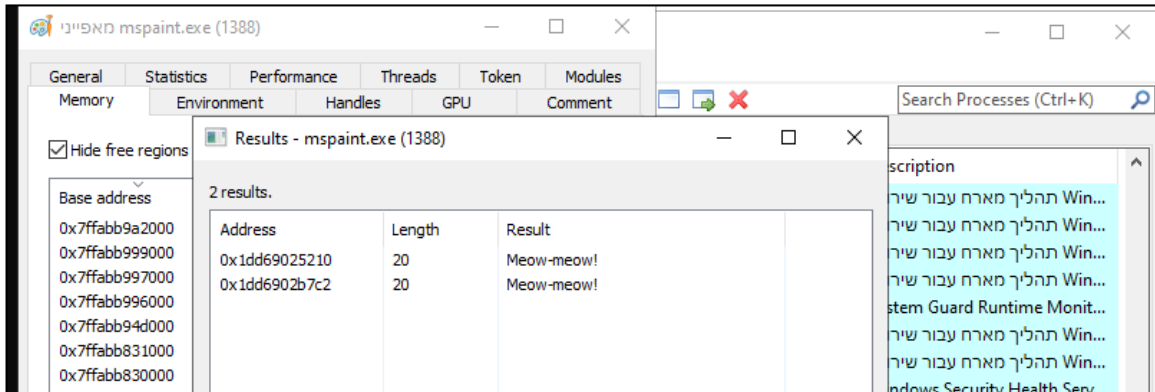 מאפייני mspaint.exe (1388)
General Statistics Performance Threads Token Modules
Memory Environment Handles GPU Comment
Search Processes (Ctrl+K)
Hide free regions
Results - mspaint.exe (1388)
2 results.
Base address
0x7ffabb9a2000
0x7ffabb999000
0x7ffabb997000
0x7ffabb996000
0x7ffabb94d000
0x7ffabb831000
0x7ffabb830000
Address Length Result
0x1dd69025210 20 Meow-meow!
0x1dd6902b7c2 20 Meow-meow!
scription
תהליך מארח עבור שיר Win...
תהליך מארח עבור שיר Win...
תהליך מארח עבור שיר Win...
תהליך מארח עבור שיר Win...
stem Guard Runtime Monit...
תהליך מארח עבור שיר Win...
תהליך מארח עבור שיר Win...
ndows Security Health Serv